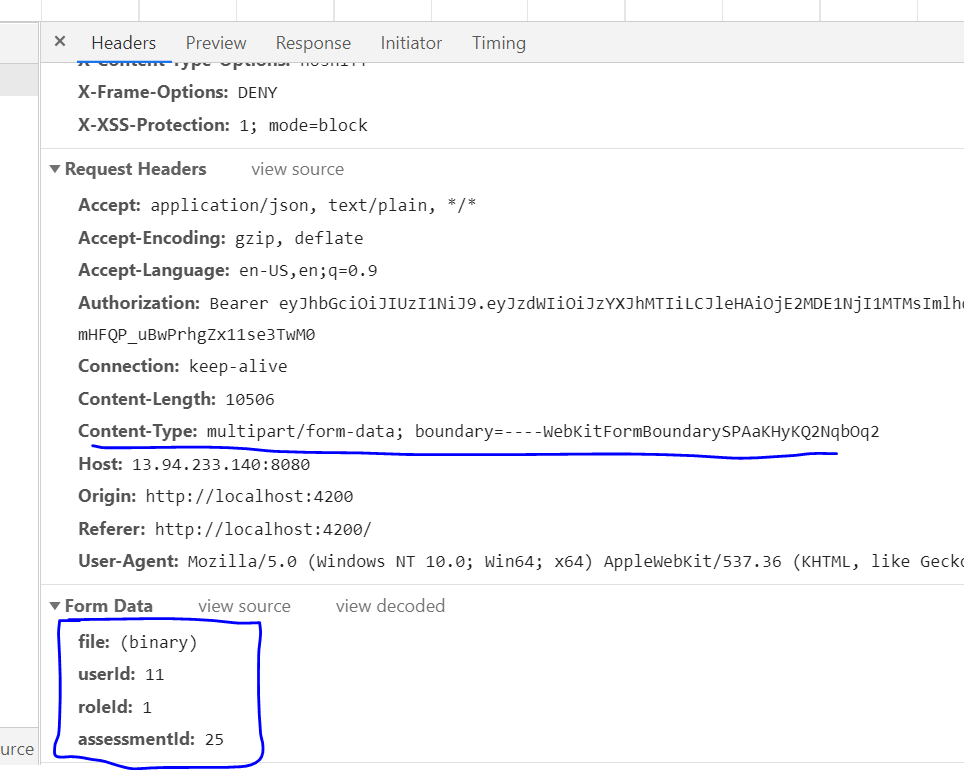 × Headers Preview Response Initiator Timing
X-Content-Type-Options: nosniff
X-Frame-Options: DENY
X-XSS-Protection: 1; mode=block
Request Headers view source
Accept: application/json, text/plain, */*
Accept-Encoding: gzip, deflate
Accept-Language: en-US,en;q=0.9
Authorization: Bearer eyJhbGciOiJIUzI1NiJ9.eyJzdWIiOiJzYXJhMTIiLCJleHAiOjE2MDE1NjI1MTMsImlhd
mHFQP_uBwPrhgZx11se3TwM0
Connection: keep-alive
Content-Length: 10506
Content-Type: multipart/form-data; boundary=----WebKitFormBoundarySPAaKHyKQ2NqbOq2
Host: 13.94.233.140:8080
Origin: http://localhost:4200
Referer: http://localhost:4200/
User-Agent: Mozilla/5.0 (Windows NT 10.0; Win64; x64) AppleWebKit/537.36 (KHTML, like Gecko
Form Data view source view decoded
file: (binary)
userId: 11
roleId: 1
assessmentId: 25
urce